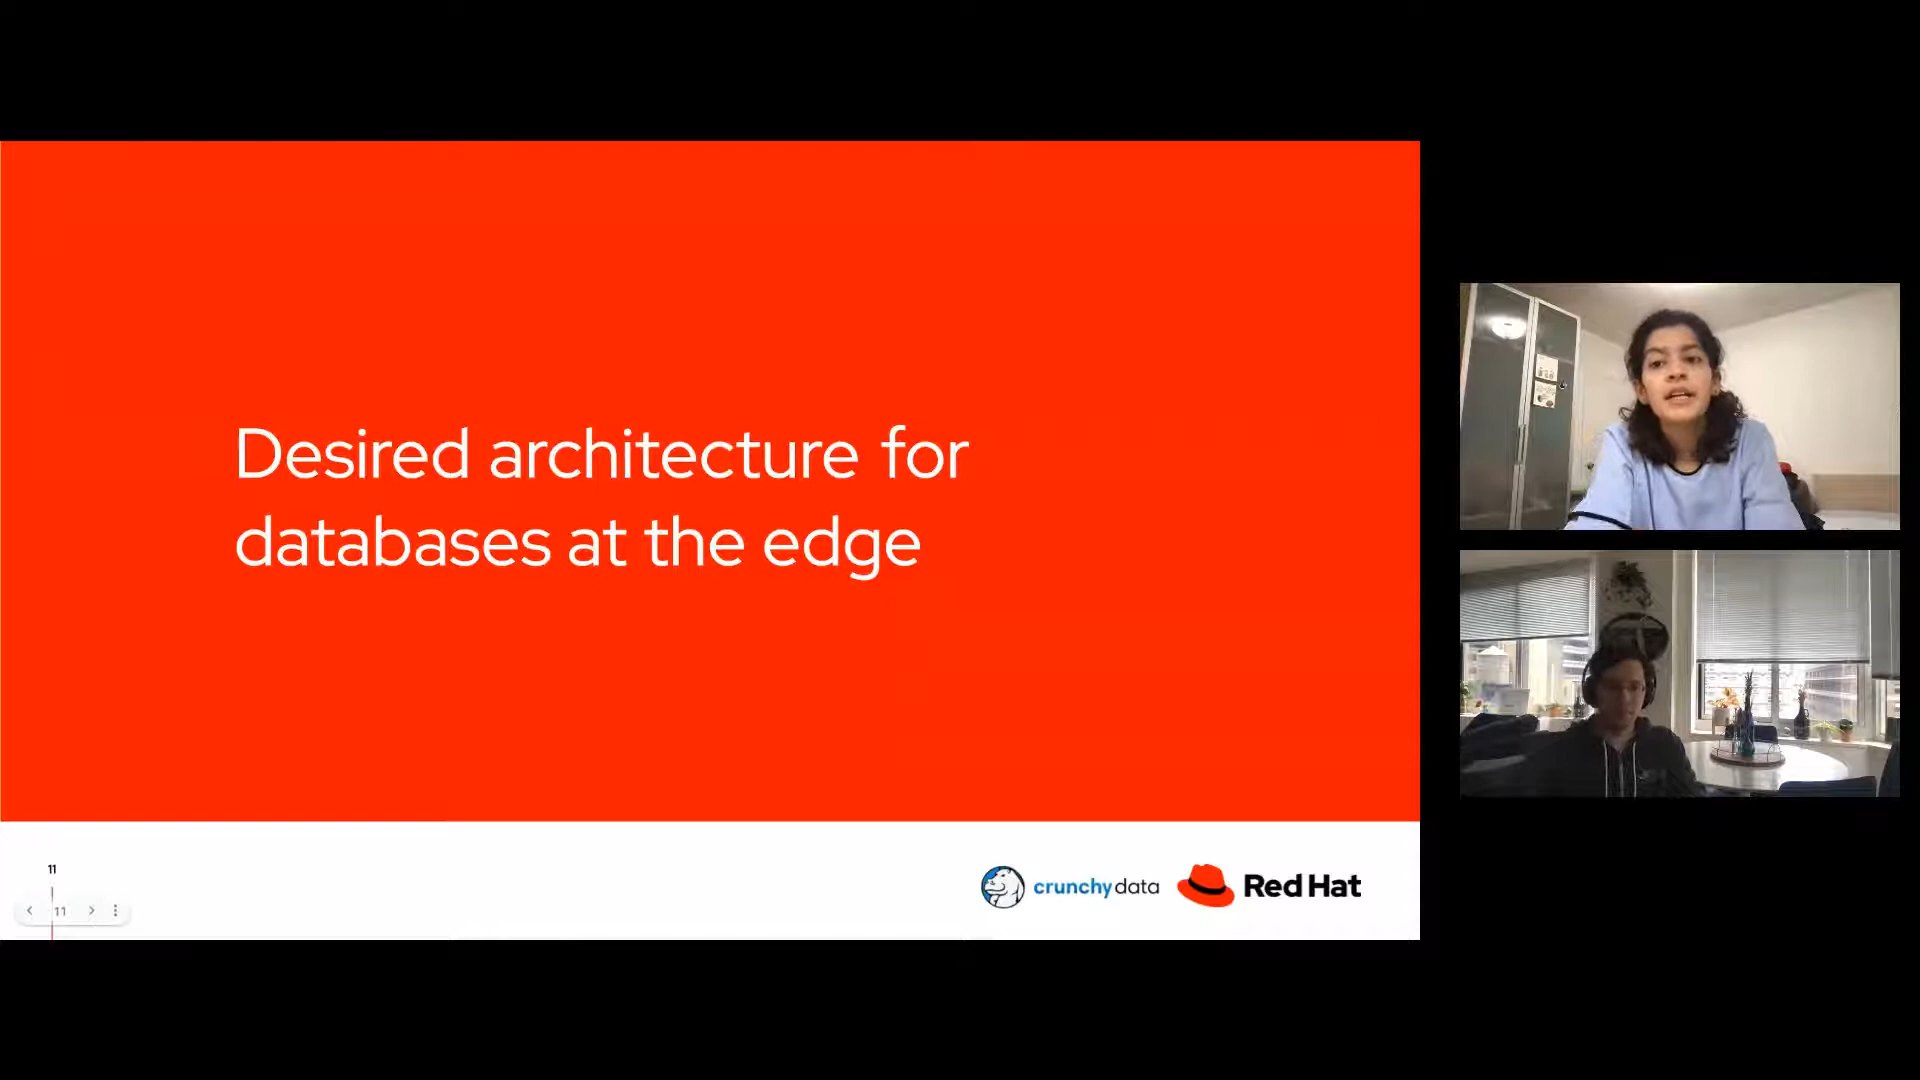 Desired architecture for
databases at the edge
11
11
crunchydata
Red Hat